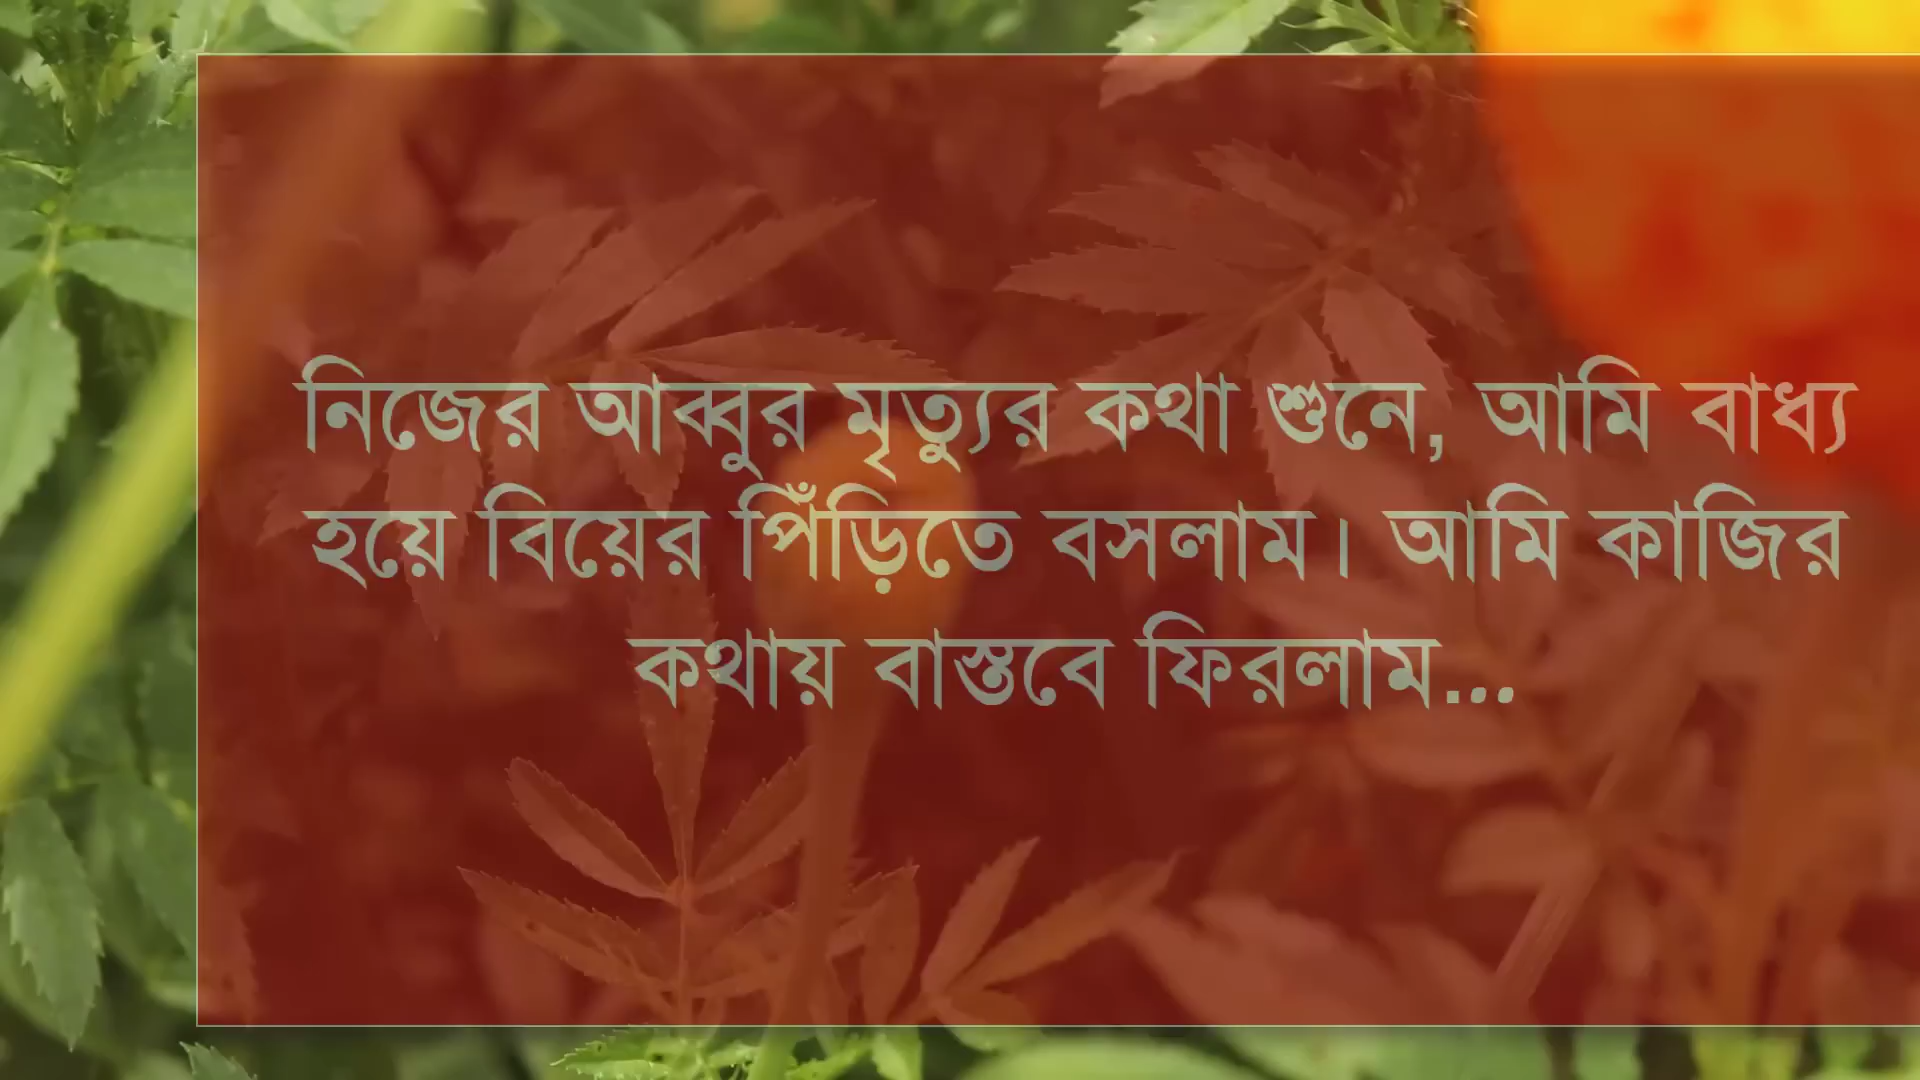 নিজের আব্বুর মৃত্যুর কথা শুনে, আমি বাধ্য
হয়ে বিয়ের পিঁড়িতে বসলাম। আমি কাজির
কথায় বাস্তবে ফিরলাম...